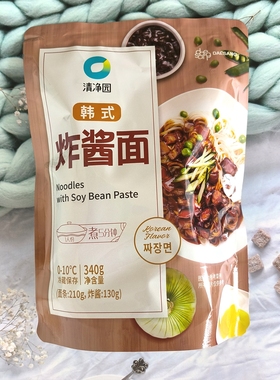 清净园
韩式
炸酱面
Noodles
with Soy Bean Paste
煮5分钟
Korean
Flavor
짜장면
0-10℃
冷藏保存
340g
净含量
(面条:210g, 炸酱:130g)